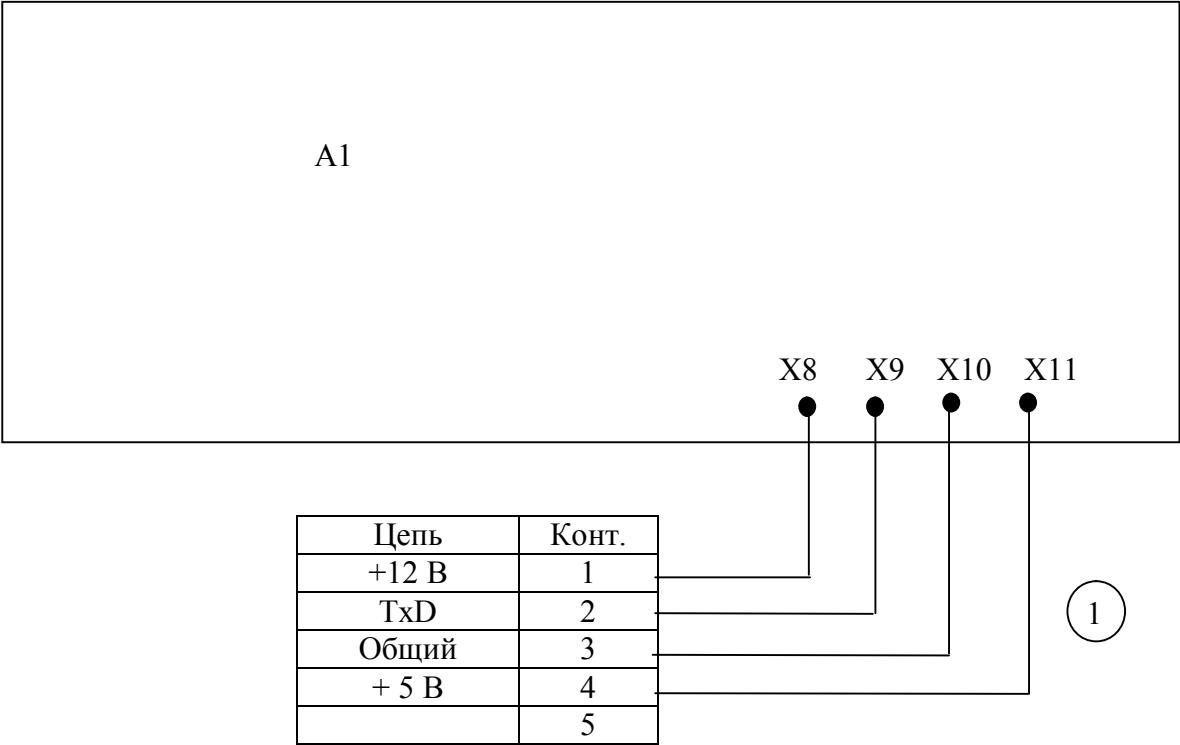 A1
X8 X9 X10 X11
Цепь Конт.
+12 В 1
TxD 2
1
Общий 3
+ 5 В 4
5